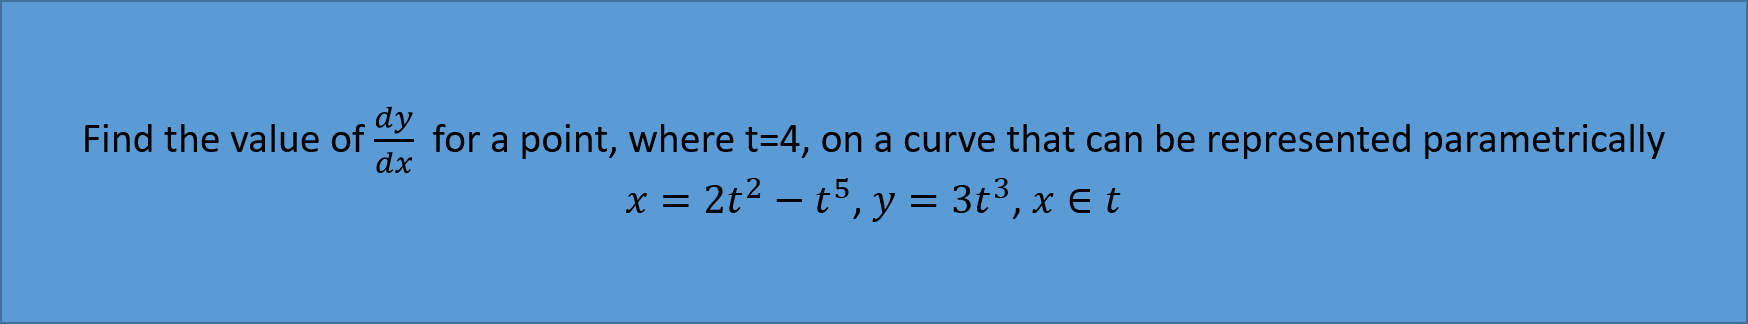 Find the value of dy/dx for a point, where t=4, on a curve that can be represented parametrically
x = 2t² − t⁵, y = 3t³, x ∈ t